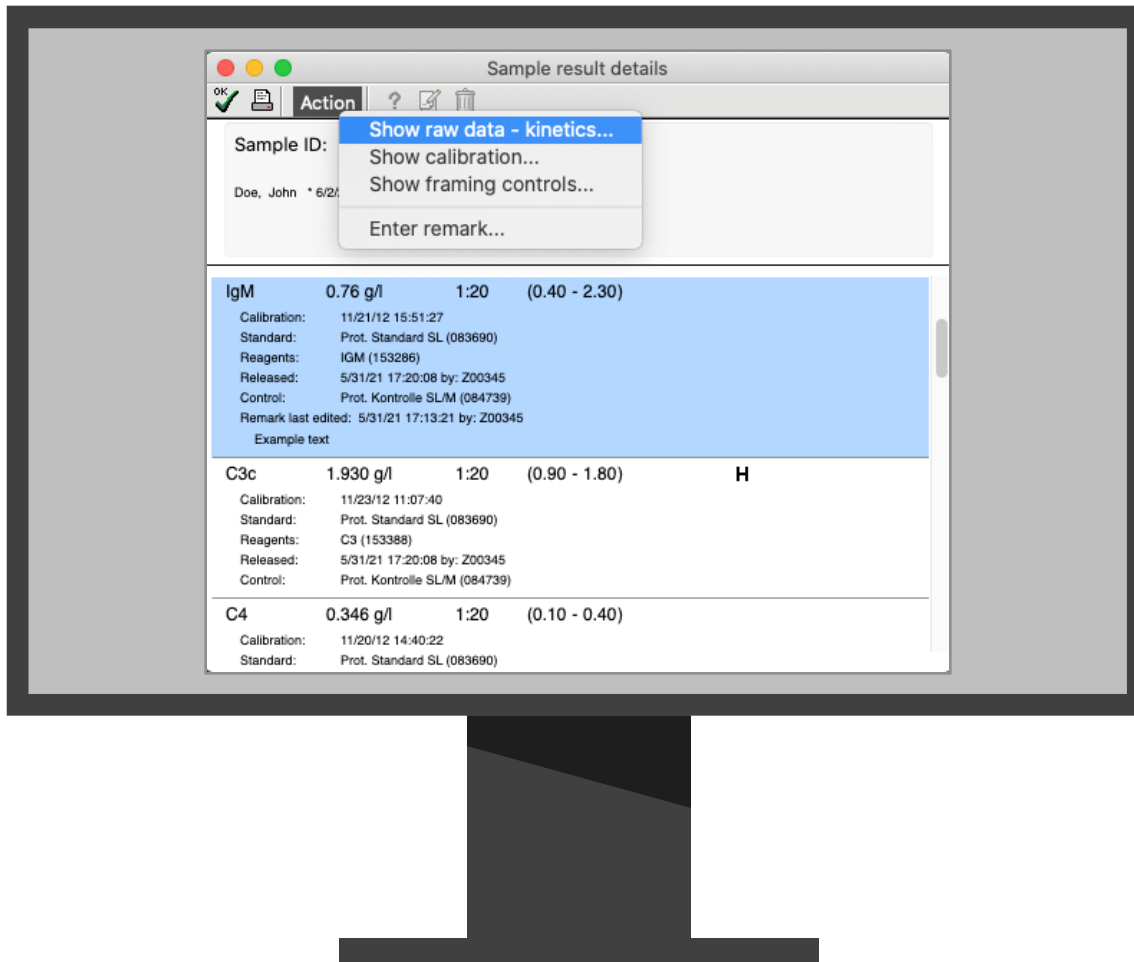 Sample result details
OK Action ?
Show raw data - kinetics...
Show calibration...
Show framing controls...
Enter remark...
Sample ID:
Doe, John * 6/2/
IgM 0.76 g/l 1:20 (0.40 - 2.30)
Calibration: 11/21/12 15:51:27
Standard: Prot. Standard SL (083690)
Reagents: IGM (153286)
Released: 5/31/21 17:20:08 by: Z00345
Control: Prot. Kontrolle SL/M (084739)
Remark last edited: 5/31/21 17:13:21 by: Z00345
Example text
C3c 1.930 g/l 1:20 (0.90 - 1.80) H
Calibration: 11/23/12 11:07:40
Standard: Prot. Standard SL (083690)
Reagents: C3 (153388)
Released: 5/31/21 17:20:08 by: Z00345
Control: Prot. Kontrolle SL/M (084739)
C4 0.346 g/l 1:20 (0.10 - 0.40)
Calibration: 11/20/12 14:40:22
Standard: Prot. Standard SL (083690)